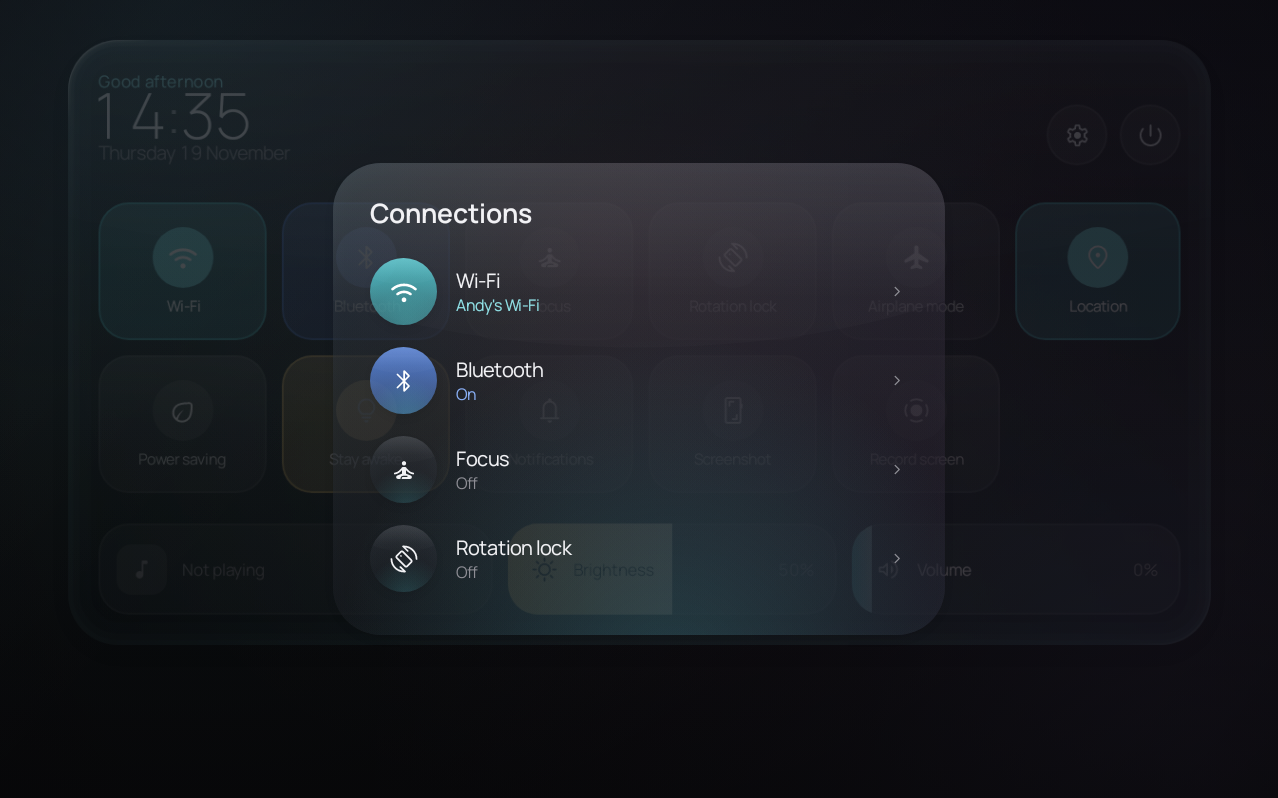 Good afternoon
14:35
Thursday 19 November
Connections
Wi-Fi
Andy's Wi-Fi
Bluetooth
On
Focus
Off
Rotation lock
Off
Wi-Fi
Rotation lock
Airplane mode
Location
Power saving
Notifications
Screenshot
Record screen
Not playing
Brightness
50%
Volume
0%